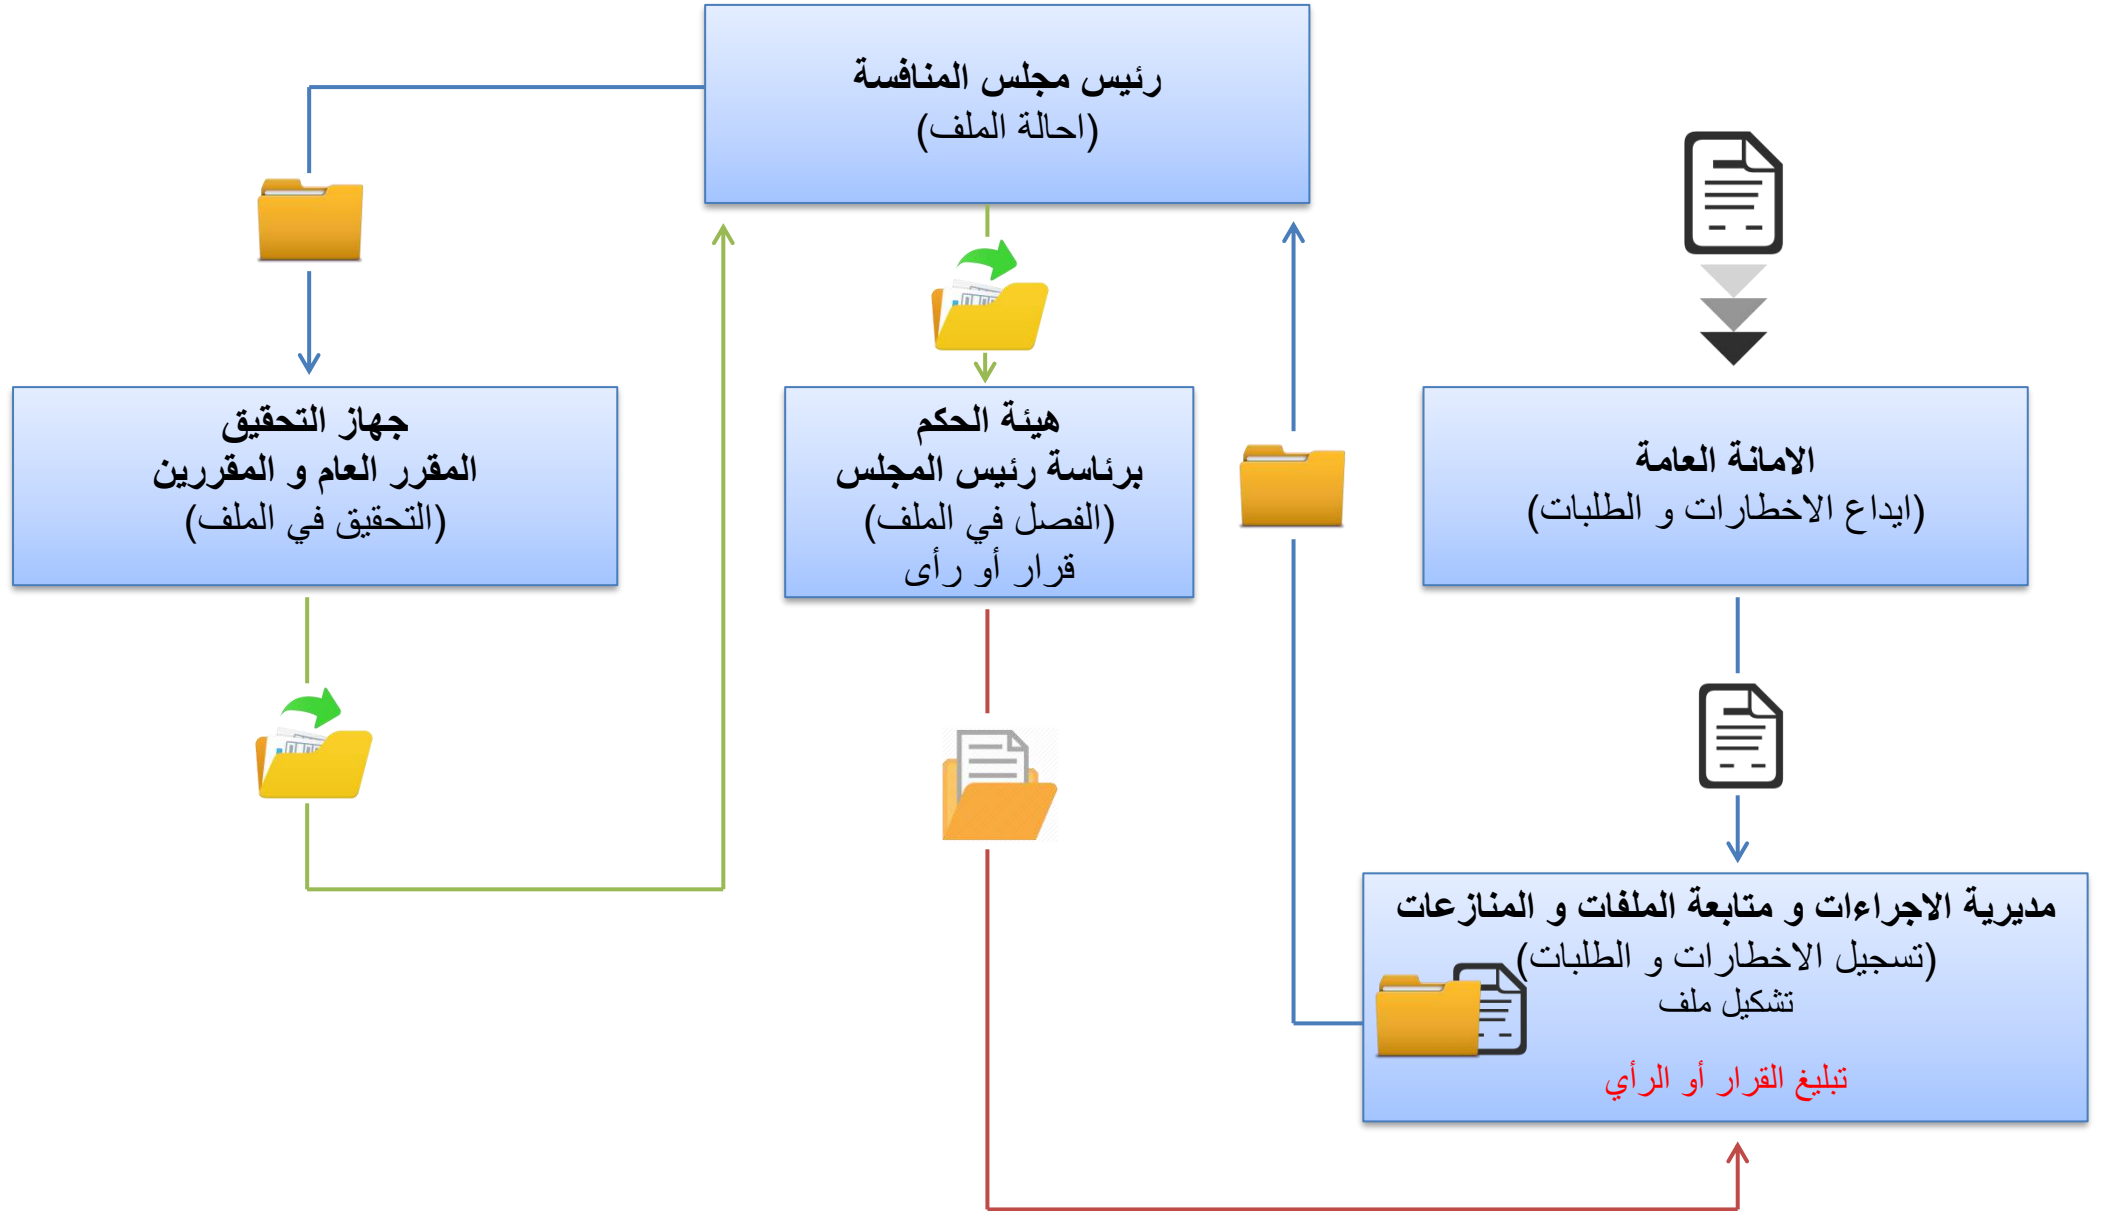 رئيس مجلس المنافسة
(احالة الملف)
الامانة العامة
(ايداع الاخطارات و الطلبات)
هيئة الحكم
برئاسة رئيس المجلس
(الفصل في الملف)
قرار أو رأى
جهاز التحقيق
المقرر العام و المقررين
(التحقيق في الملف)
مديرية الاجراءات و متابعة الملفات و المنازعات
(تسجيل الاخطارات و الطلبات)
تشكيل ملف
تبليغ القرار أو الرأي